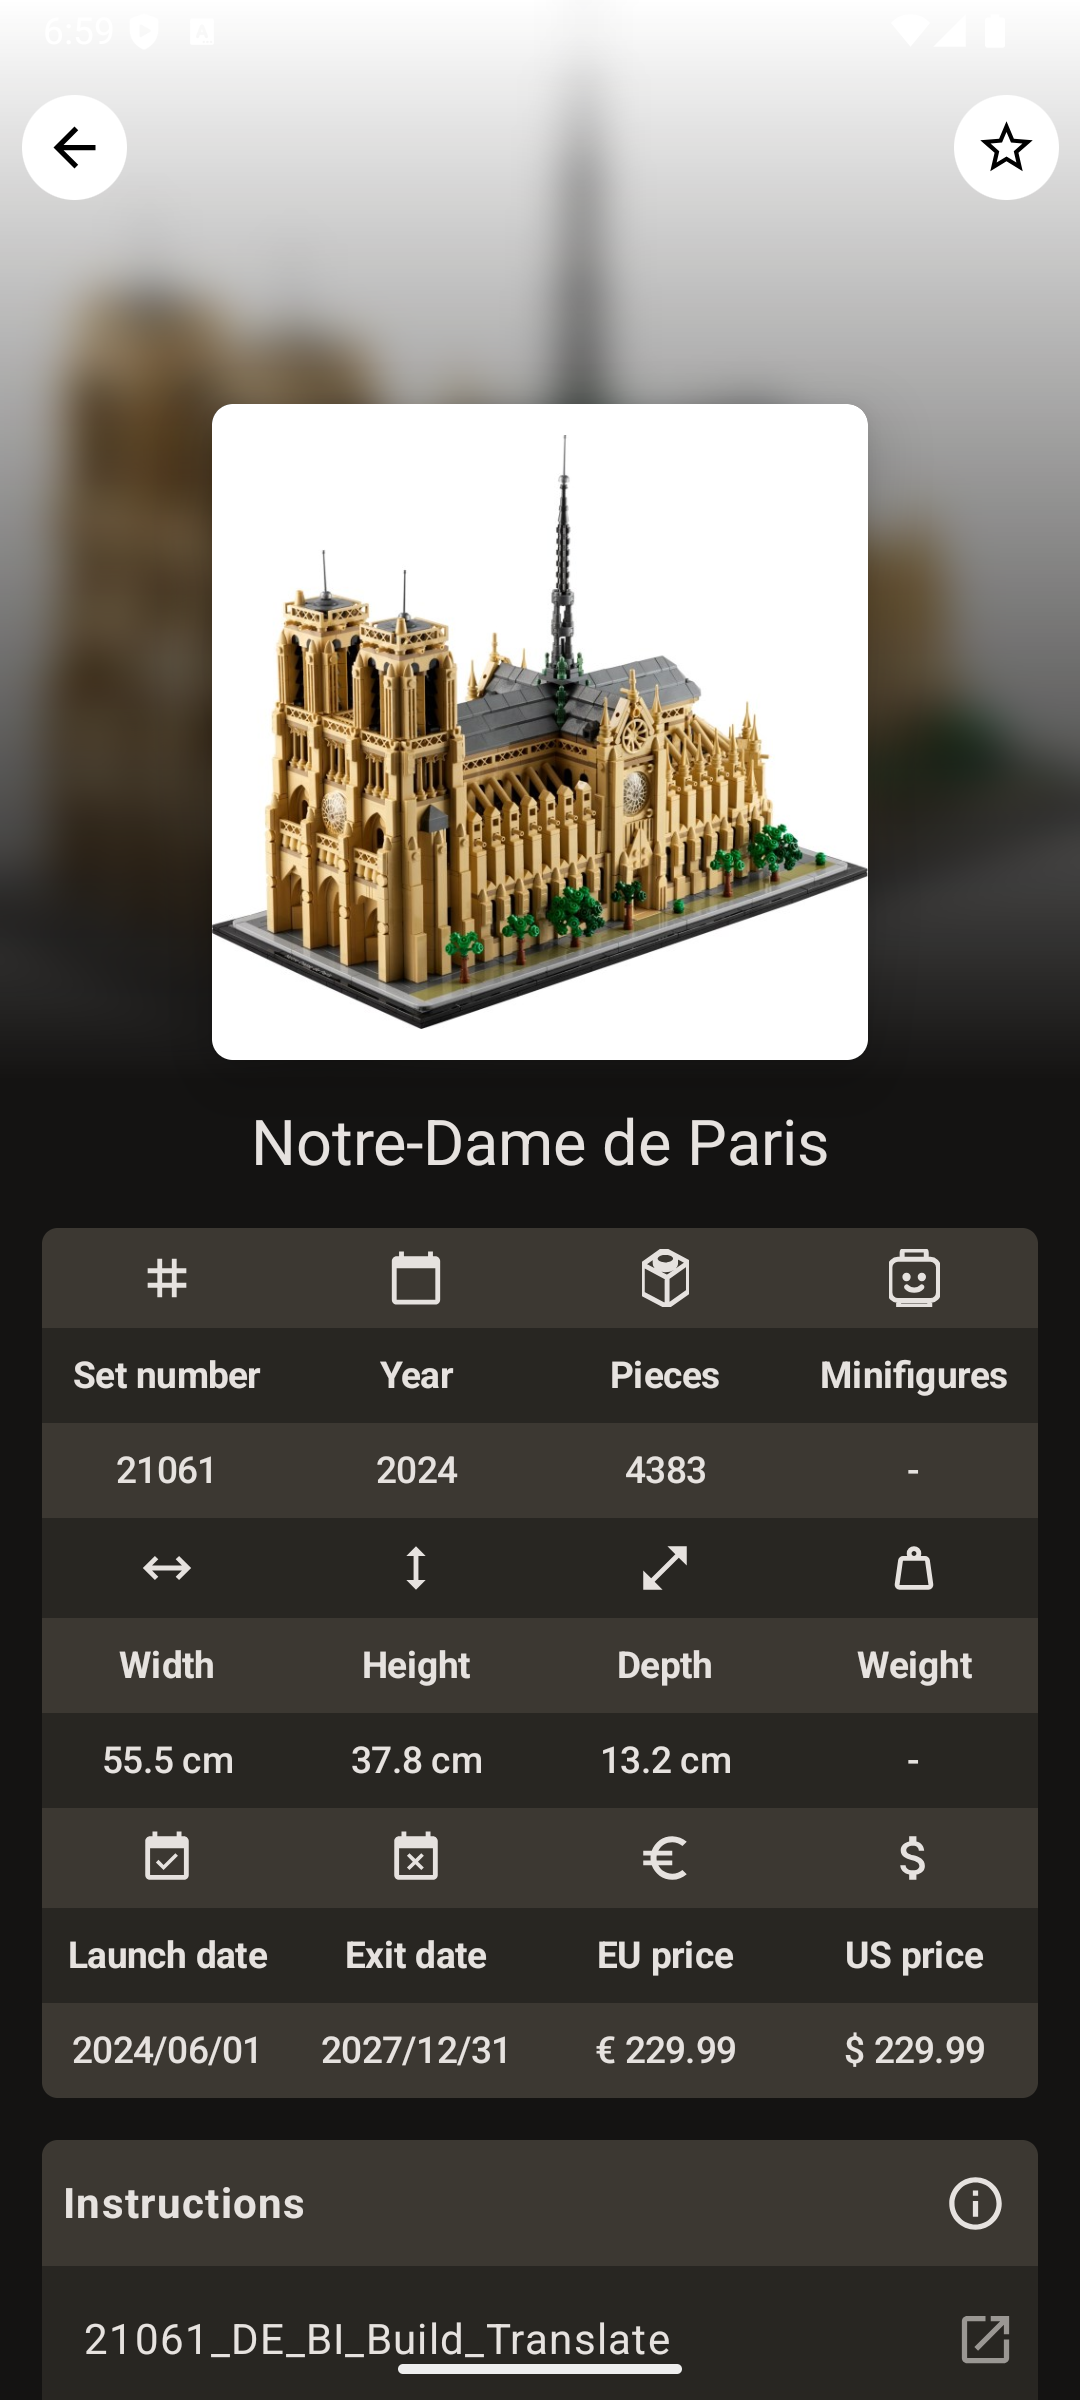 6:59
Notre-Dame de Paris
Set number Year Pieces Minifigures
21061 2024 4383 -
Width Height Depth Weight
55.5 cm 37.8 cm 13.2 cm -
Launch date Exit date EU price US price
2024/06/01 2027/12/31 € 229.99 $ 229.99
Instructions
21061_DE_BI_Build_Translate